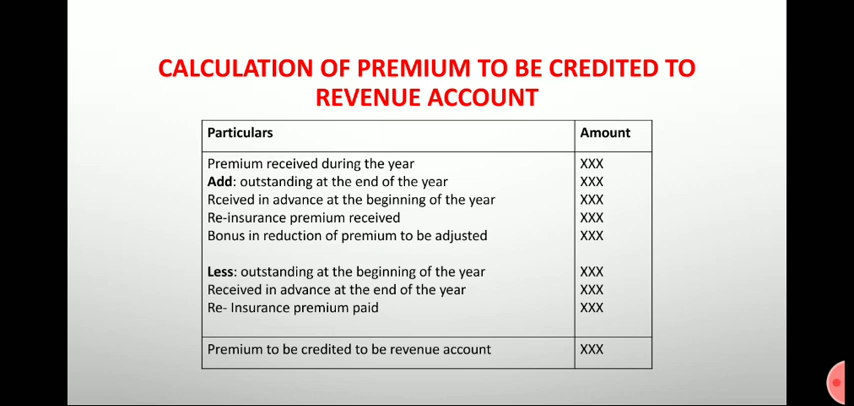 CALCULATION OF PREMIUM TO BE CREDITED TO
REVENUE ACCOUNT
Particulars Amount
Premium received during the year XXX
Add: outstanding at the end of the year XXX
Rceived in advance at the beginning of the year XXX
Re-insurance premium received XXX
Bonus in reduction of premium to be adjusted XXX
Less: outstanding at the beginning of the year XXX
Received in advance at the end of the year XXX
Re- Insurance premium paid XXX
Premium to be credited to be revenue account XXX